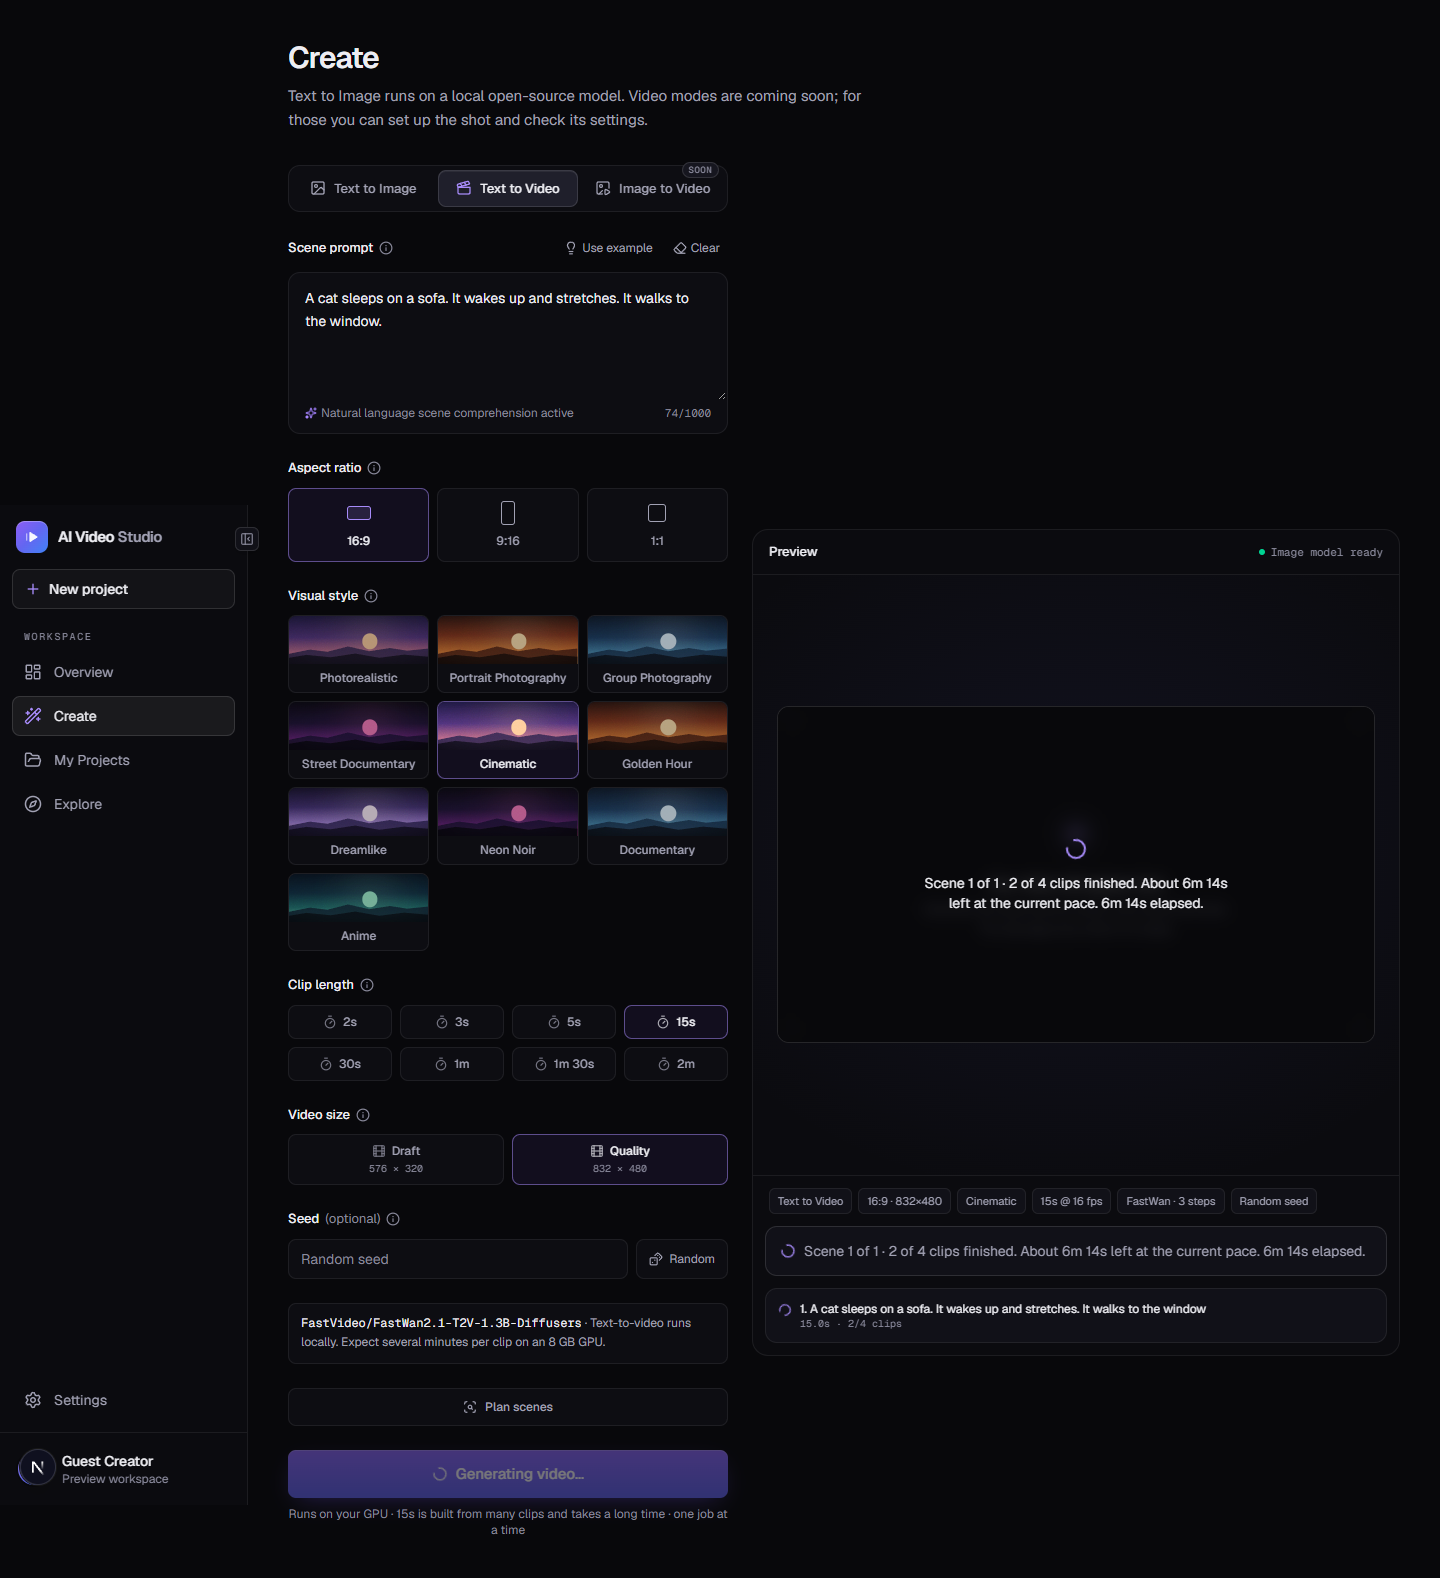 Create
Text to Image runs on a local open-source model. Video modes are coming soon; for
those you can set up the shot and check its settings.
SOON
Text to Image
Text to Video
Image to Video
Scene prompt
Use example
Clear
A cat sleeps on a sofa. It wakes up and stretches. It walks to
the window.
Natural language scene comprehension active
74/1000
Aspect ratio
16:9
9:16
1:1
Visual style
Photorealistic
Portrait Photography
Group Photography
Street Documentary
Cinematic
Golden Hour
Dreamlike
Neon Noir
Documentary
Anime
Clip length
2s
3s
5s
15s
30s
1m
1m 30s
2m
Video size
Draft
576 × 320
Quality
832 × 480
Seed (optional)
Random seed
Random
FastVideo/FastWan2.1-T2V-1.3B-Diffusers · Text-to-video runs
locally. Expect several minutes per clip on an 8 GB GPU.
Plan scenes
Generating video...
Runs on your GPU · 15s is built from many clips and takes a long time · one job at
a time
AI Video Studio
New project
WORKSPACE
Overview
Create
My Projects
Explore
Settings
N
Guest Creator
Preview workspace
Preview
Image model ready
Scene 1 of 1 · 2 of 4 clips finished. About 6m 14s
left at the current pace. 6m 14s elapsed.
Text to Video
16:9 · 832×480
Cinematic
15s @ 16 fps
FastWan · 3 steps
Random seed
Scene 1 of 1 · 2 of 4 clips finished. About 6m 14s left at the current pace. 6m 14s elapsed.
1. A cat sleeps on a sofa. It wakes up and stretches. It walks to the window
15.0s · 2/4 clips